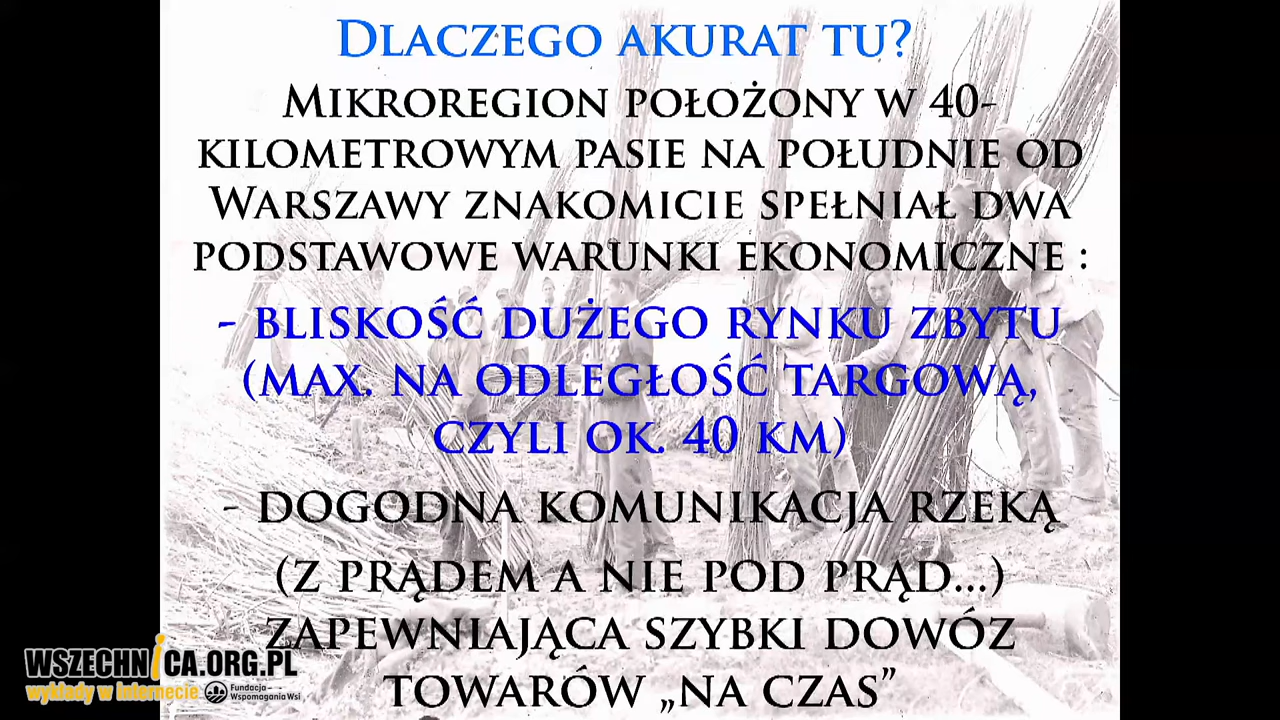 Dlaczego akurat tu?
Mikroregion położony w 40-
kilometrowym pasie na południe od
Warszawy znakomicie spełniał dwa
podstawowe warunki ekonomiczne :
- bliskość dużego rynku zbytu
(max. na odległość targową,
czyli ok. 40 km)
- dogodna komunikacja rzeką
(z prądem a nie pod prąd...)
zapewniająca szybki dowóz
towarów „na czas”
WSZECHNICA.ORG.PL
wykłady w internecie
Fundacja
Wspomagania Wsi